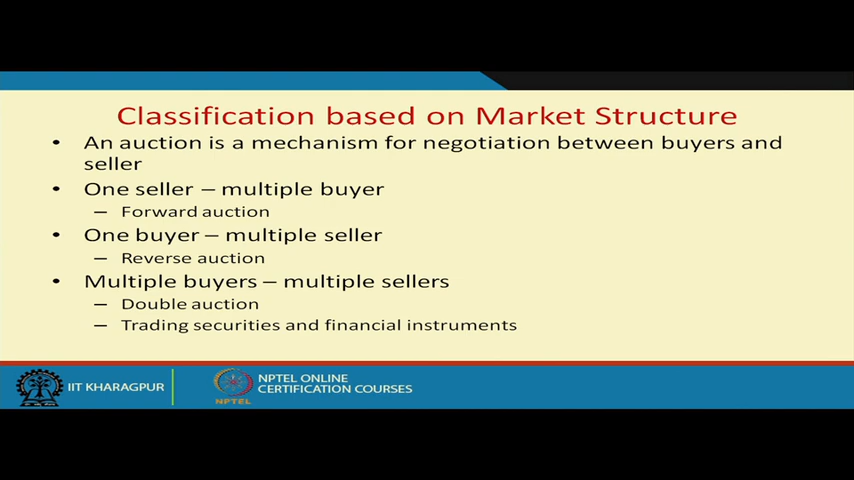 Classification based on Market Structure
• An auction is a mechanism for negotiation between buyers and
seller
• One seller – multiple buyer
– Forward auction
• One buyer – multiple seller
– Reverse auction
• Multiple buyers – multiple sellers
– Double auction
– Trading securities and financial instruments
IIT KHARAGPUR
NPTEL
NPTEL ONLINE
CERTIFICATION COURSES